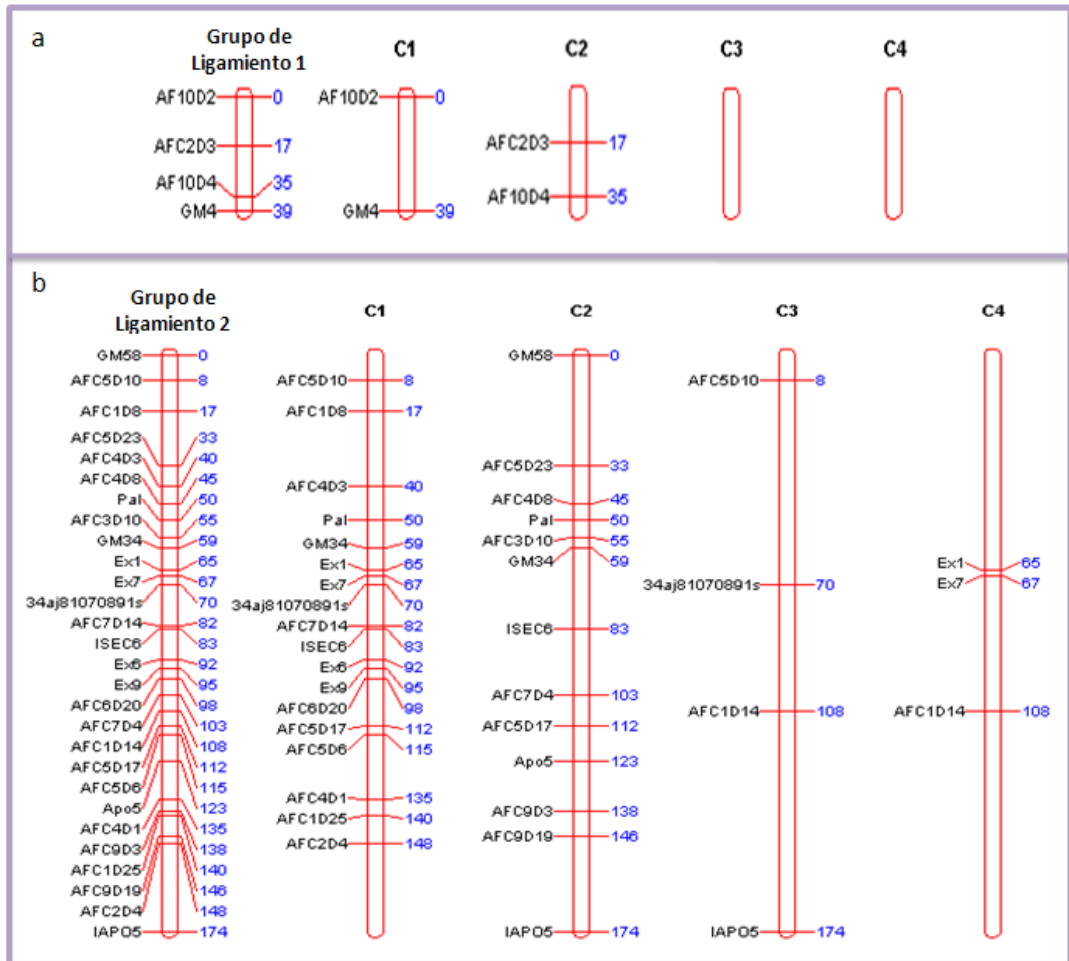 a
Grupo de
Ligamiento 1
AF10D2 0
AFC2D3 17
AF10D4 35
GM4 39
C1
AF10D2 0
GM4 39
C2
AFC2D3 17
AF10D4 35
C3
C4
b
Grupo de
Ligamiento 2
GM58 0
AFC5D10 8
AFC1D8 17
AFC5D23 33
AFC4D3 40
AFC4D8 45
Pal 50
AFC3D10 55
GM34 59
Ex1 65
Ex7 67
34aj81070891s 70
AFC7D14 82
ISEC6 83
Ex6 92
Ex9 95
AFC6D20 98
AFC7D4 103
AFC1D14 108
AFC5D17 112
AFC5D6 115
Apo5 123
AFC4D1 135
AFC9D3 138
AFC1D25 140
AFC9D19 146
AFC2D4 148
IAPO5 174
C1
AFC5D10 8
AFC1D8 17
AFC4D3 40
Pal 50
GM34 59
Ex1 65
Ex7 67
34aj81070891s 70
AFC7D14 82
ISEC6 83
Ex6 92
Ex9 95
AFC6D20 98
AFC5D17 112
AFC5D6 115
AFC4D1 135
AFC1D25 140
AFC2D4 148
C2
GM58 0
AFC5D23 33
AFC4D8 45
Pal 50
AFC3D10 55
GM34 59
ISEC6 83
AFC7D4 103
AFC5D17 112
Apo5 123
AFC9D3 138
AFC9D19 146
IAPO5 174
C3
AFC5D10 8
34aj81070891s 70
AFC1D14 108
IAPO5 174
C4
Ex1 65
Ex7 67
AFC1D14 108